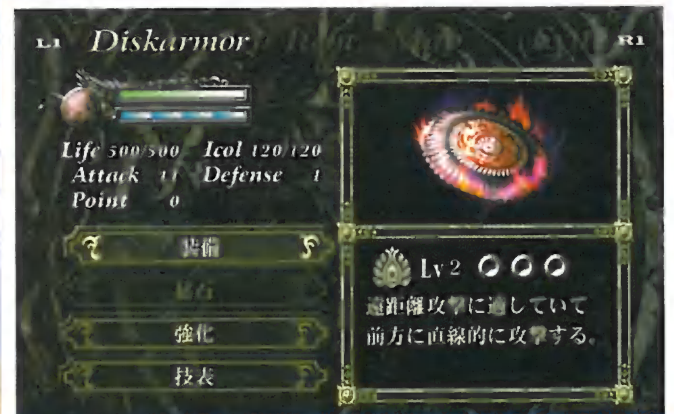 L1 Diskarmor R1
Life 500/500 Icol 120/120
Attack 11 Defense 1
Point 0
装備
強化
技表
Lv2
遠距離攻撃に適していて
前方に直線的に攻撃する。